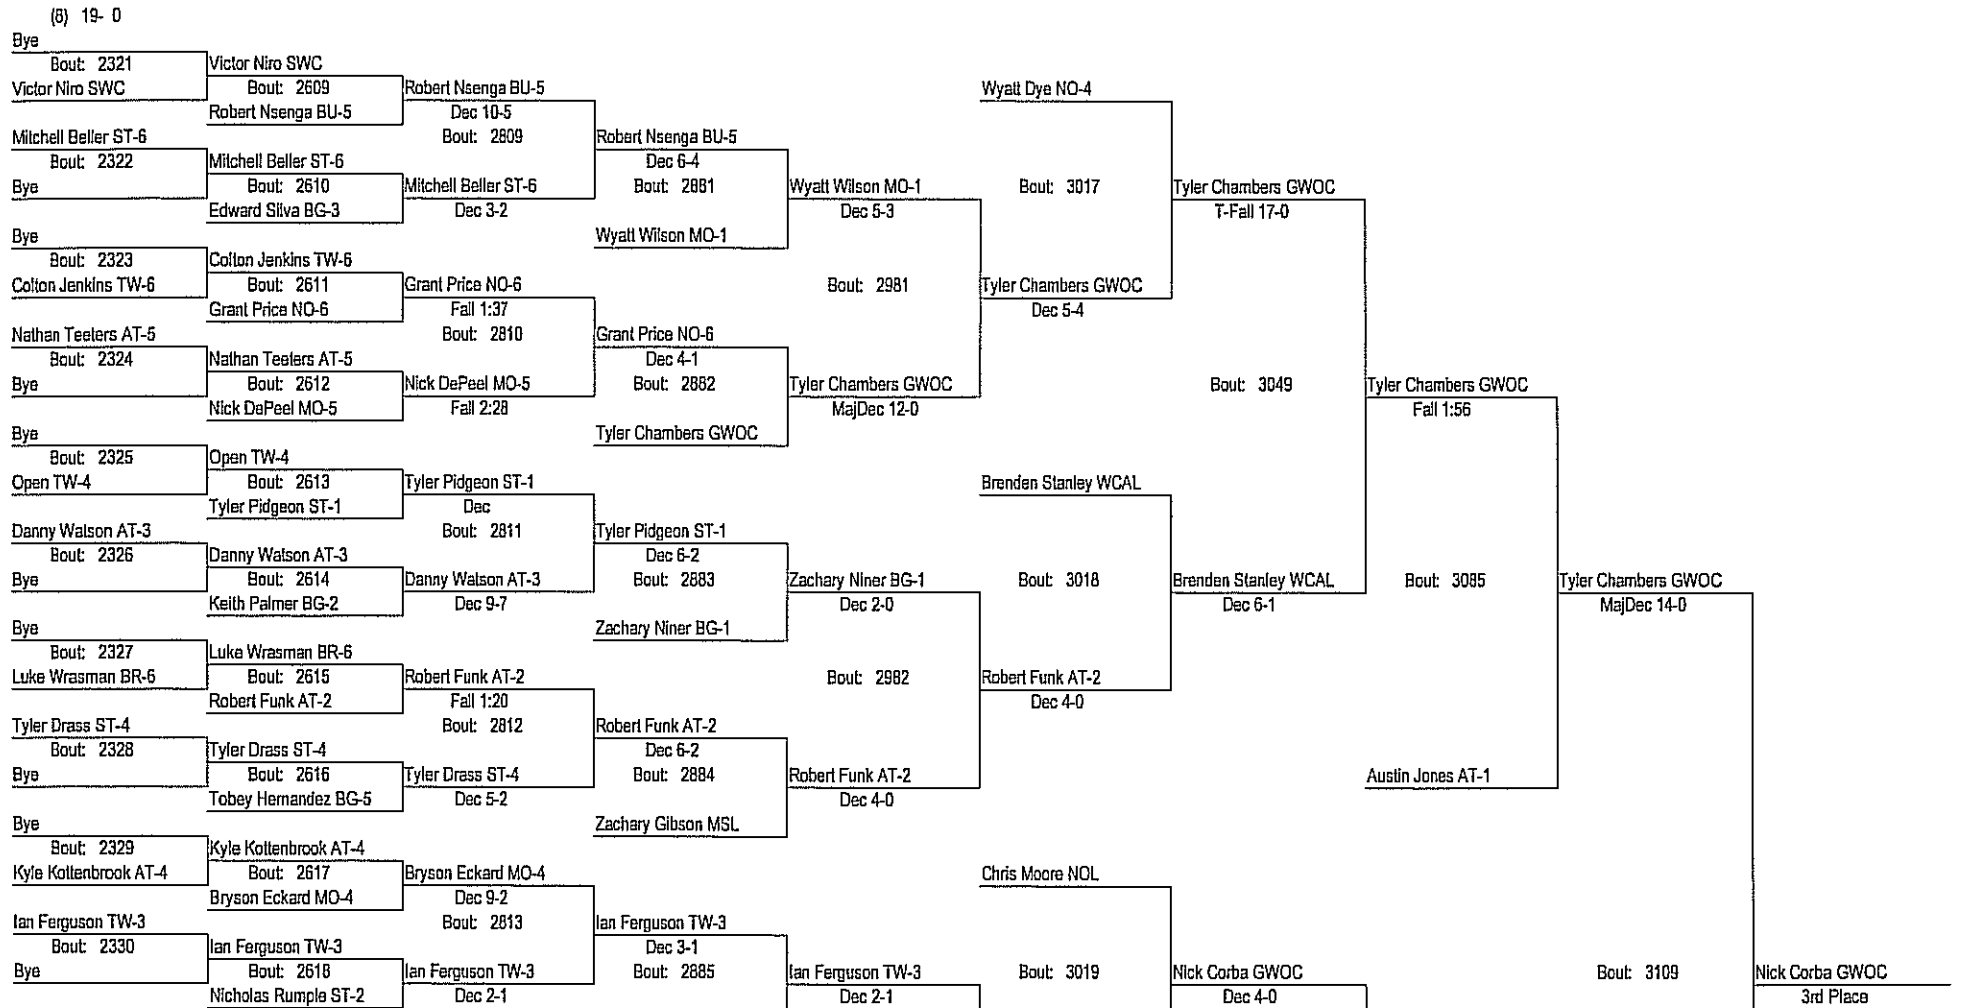 (8) 19- 0
Bye
Bout: 2321
Victor Niro SWC
Victor Niro SWC
Bout: 2609
Robert Nsenga BU-5
Robert Nsenga BU-5
Dec 10-5
Bout: 2809
Mitchell Beller ST-6
Bout: 2322
Bye
Mitchell Beller ST-6
Bout: 2610
Edward Silva BG-3
Mitchell Beller ST-6
Dec 3-2
Robert Nsenga BU-5
Dec 6-4
Bout: 2881
Wyatt Wilson MO-1
Wyatt Wilson MO-1
Dec 5-3
Bye
Bout: 2323
Colton Jenkins TW-6
Colton Jenkins TW-6
Bout: 2611
Grant Price NO-6
Grant Price NO-6
Fall 1:37
Bout: 2810
Nathan Teeters AT-5
Bout: 2324
Bye
Nathan Teeters AT-5
Bout: 2612
Nick DePeel MO-5
Nick DePeel MO-5
Fall 2:28
Grant Price NO-6
Dec 4-1
Bout: 2882
Tyler Chambers GWOC
Tyler Chambers GWOC
MajDec 12-0
Bout: 2981
Wyatt Dye NO-4
Bout: 3017
Tyler Chambers GWOC
Dec 5-4
Tyler Chambers GWOC
T-Fall 17-0
Bye
Bout: 2325
Open TW-4
Open TW-4
Bout: 2613
Tyler Pidgeon ST-1
Tyler Pidgeon ST-1
Dec
Bout: 2811
Danny Watson AT-3
Bout: 2326
Bye
Danny Watson AT-3
Bout: 2614
Keith Palmer BG-2
Danny Watson AT-3
Dec 9-7
Tyler Pidgeon ST-1
Dec 6-2
Bout: 2883
Zachary Niner BG-1
Zachary Niner BG-1
Dec 2-0
Bye
Bout: 2327
Luke Wrasman BR-6
Luke Wrasman BR-6
Bout: 2615
Robert Funk AT-2
Robert Funk AT-2
Fall 1:20
Bout: 2812
Tyler Drass ST-4
Bout: 2328
Bye
Tyler Drass ST-4
Bout: 2616
Tobey Hernandez BG-5
Tyler Drass ST-4
Dec 5-2
Robert Funk AT-2
Dec 6-2
Bout: 2884
Zachary Gibson MSL
Robert Funk AT-2
Dec 4-0
Bout: 2982
Brenden Stanley WCAL
Bout: 3018
Robert Funk AT-2
Dec 4-0
Brenden Stanley WCAL
Dec 6-1
Bout: 3049
Tyler Chambers GWOC
Fall 1:56
Bout: 3085
Austin Jones AT-1
Tyler Chambers GWOC
MajDec 14-0
Bye
Bout: 2329
Kyle Kottenbrook AT-4
Kyle Kottenbrook AT-4
Bout: 2617
Bryson Eckard MO-4
Bryson Eckard MO-4
Dec 9-2
Bout: 2813
Ian Ferguson TW-3
Bout: 2330
Bye
Ian Ferguson TW-3
Bout: 2618
Nicholas Rumple ST-2
Ian Ferguson TW-3
Dec 2-1
Ian Ferguson TW-3
Dec 3-1
Bout: 2885
Ian Ferguson TW-3
Dec 2-1
Chris Moore NOL
Bout: 3019
Nick Corba GWOC
Dec 4-0
Bout: 3109
Nick Corba GWOC
3rd Place